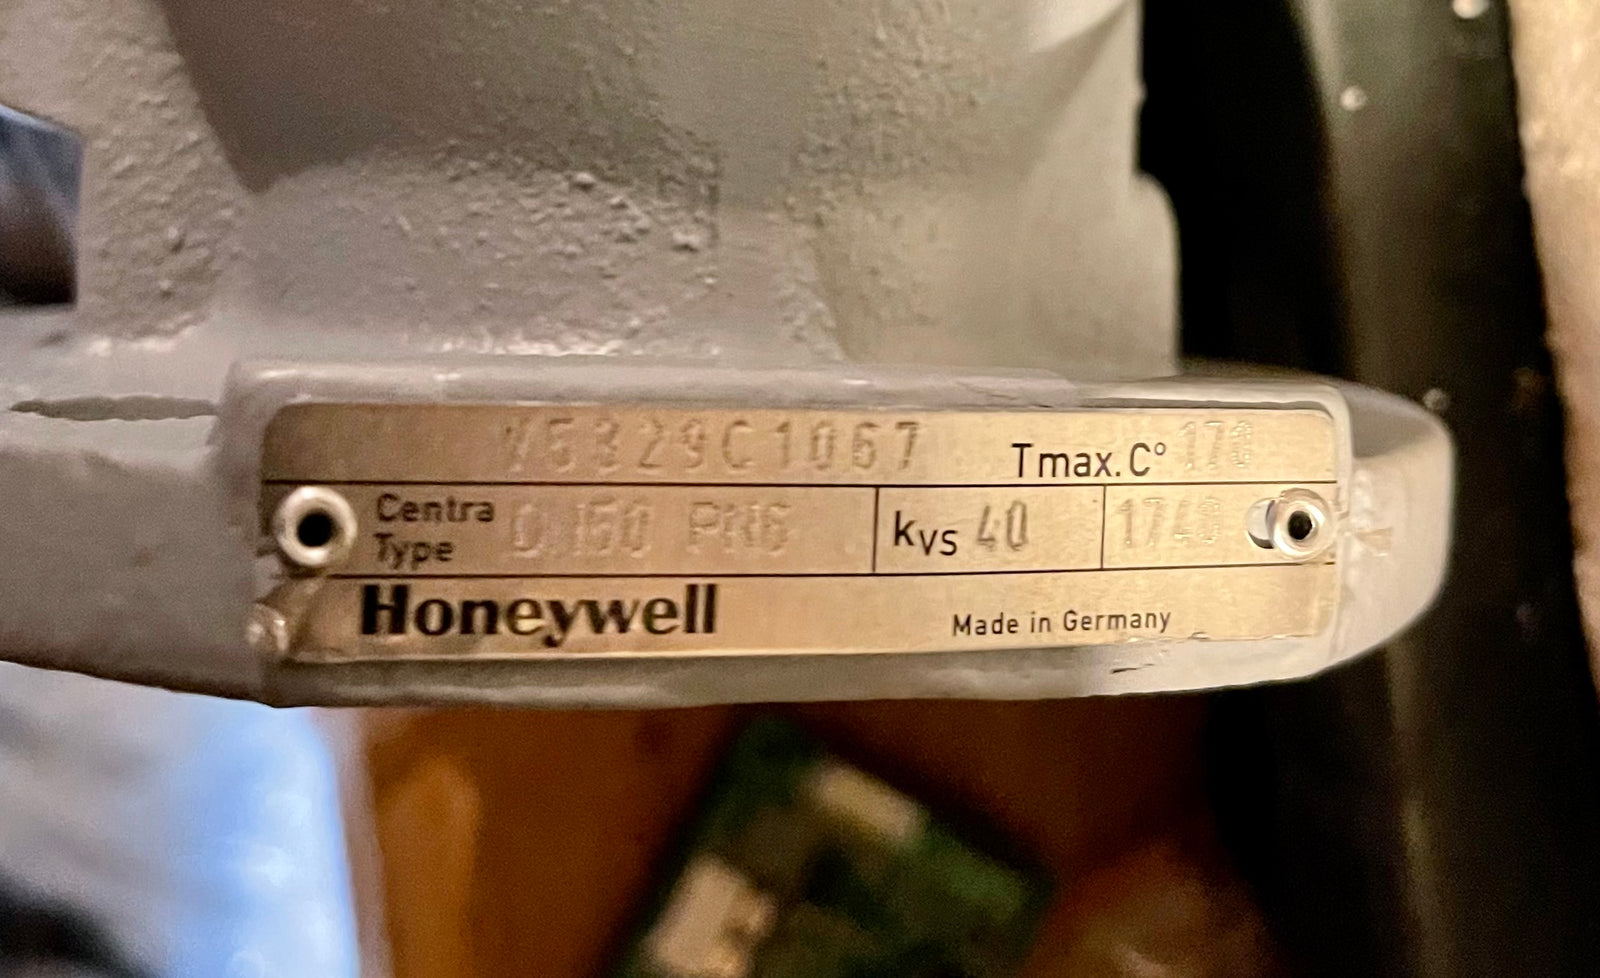 V5329C1067 Tmax.C° 170
Centra Type DN50 PN6 kvs 40 1740
Honeywell Made in Germany